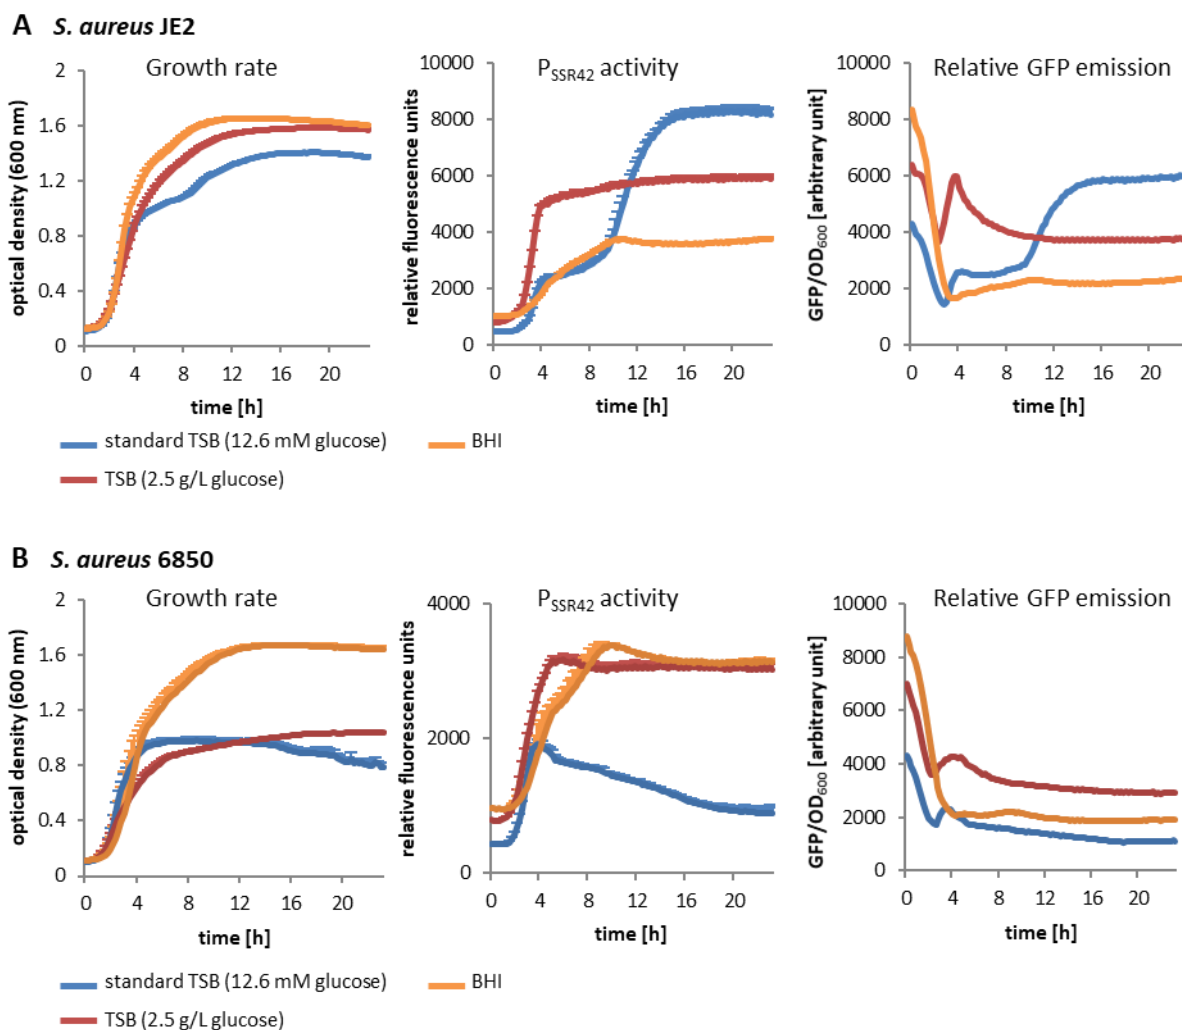 A S. aureus JE2
Growth rate
optical density (600 nm)
2
1.6
1.2
0.8
0.4
0
0 4 8 12 16 20
time [h]
P_SSR42 activity
relative fluorescence units
10000
8000
6000
4000
2000
0
0 4 8 12 16 20
time [h]
Relative GFP emission
GFP/OD600 [arbitrary unit]
10000
8000
6000
4000
2000
0
0 4 8 12 16 20
time [h]
standard TSB (12.6 mM glucose) BHI
TSB (2.5 g/L glucose)
B S. aureus 6850
Growth rate
optical density (600 nm)
2
1.6
1.2
0.8
0.4
0
0 4 8 12 16 20
time [h]
P_SSR42 activity
relative fluorescence units
4000
2000
0
0 4 8 12 16 20
time [h]
Relative GFP emission
GFP/OD600 [arbitrary unit]
10000
8000
6000
4000
2000
0
0 4 8 12 16 20
time [h]
standard TSB (12.6 mM glucose) BHI
TSB (2.5 g/L glucose)